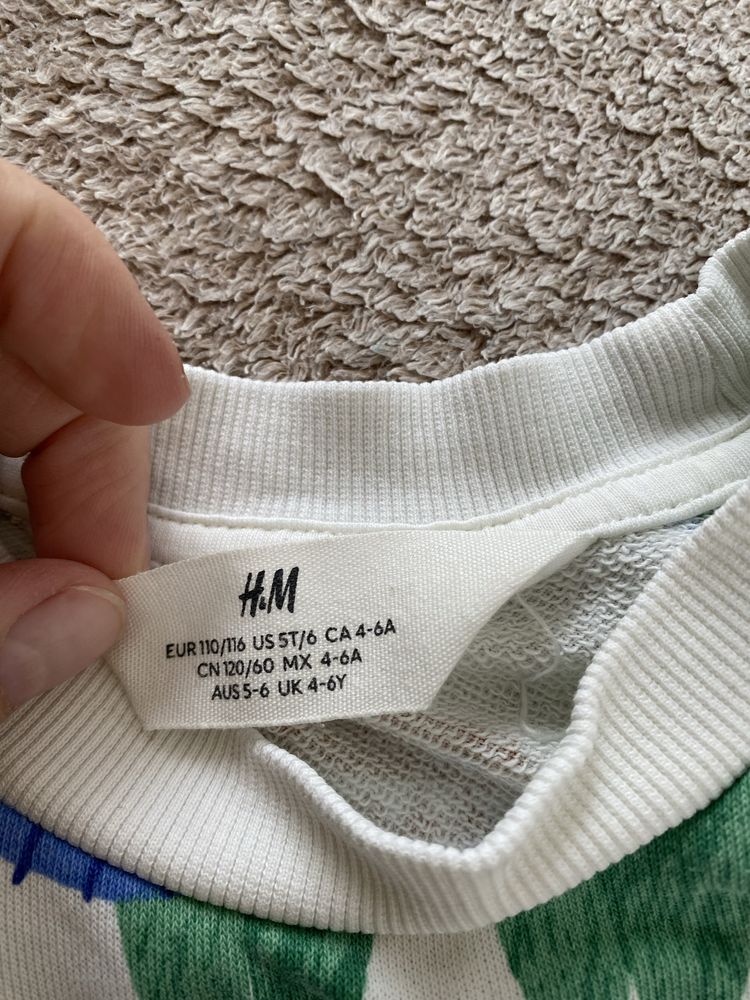 H&M
EUR 110/116 US 5T/6 CA 4-6A
CN 120/60 MX 4-6A
AUS 5-6 UK 4-6Y